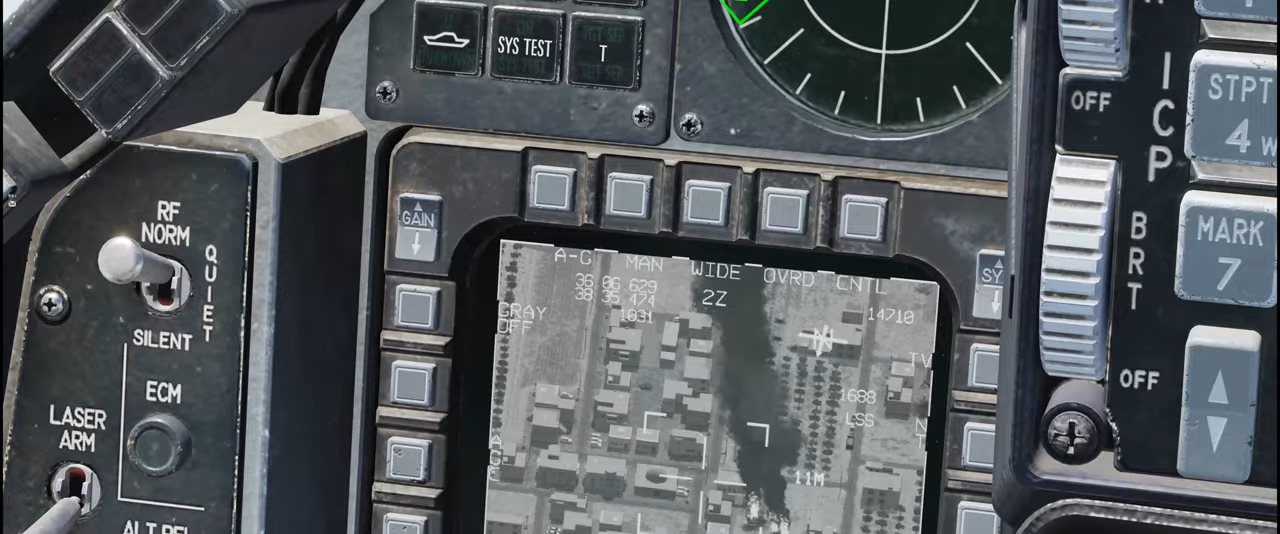 SYS TEST
T
OFF
ICP
STPT
4
MARK
7
BRT
OFF
RF
NORM
QUIET
SILENT
ECM
LASER
ARM
GAIN
A-G MAN WIDE OVRD CNTL
36 06.629
38 35.474
2Z
GRAY
OFF
1031
14710
TV
1688
LSS
11M